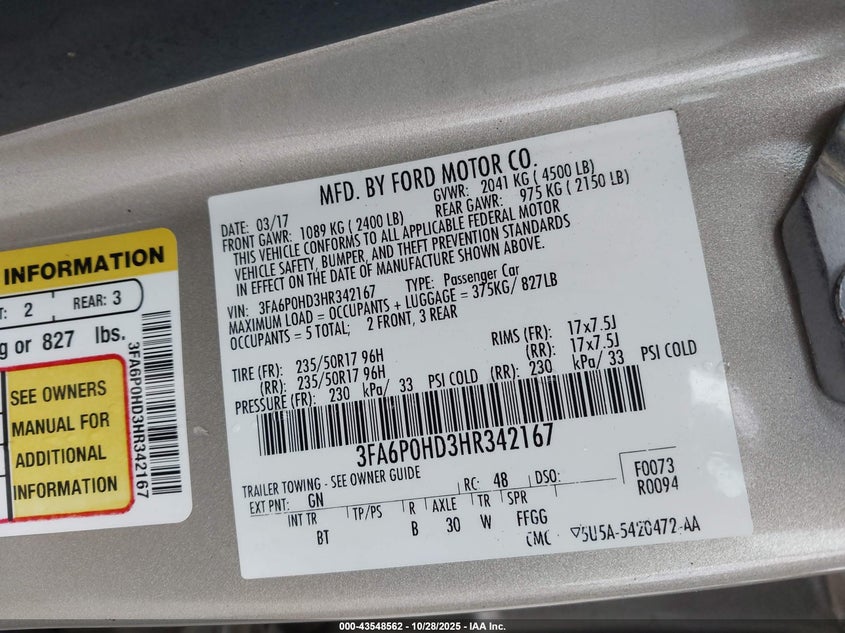 INFORMATION
T: 2 REAR: 3
g or 827 lbs.
SEE OWNERS
MANUAL FOR
ADDITIONAL
INFORMATION
3FA6P0HD3HR342167
MFD. BY FORD MOTOR CO.
DATE: 03/17 GVWR: 2041 KG ( 4500 LB)
FRONT GAWR: 1089 KG ( 2400 LB) REAR GAWR: 975 KG ( 2150 LB)
THIS VEHICLE CONFORMS TO ALL APPLICABLE FEDERAL MOTOR
VEHICLE SAFETY, BUMPER, AND THEFT PREVENTION STANDARDS
IN EFFECT ON THE DATE OF MANUFACTURE SHOWN ABOVE.
VIN: 3FA6P0HD3HR342167 TYPE: Passenger Car
MAXIMUM LOAD = OCCUPANTS + LUGGAGE = 375KG/ 827LB
OCCUPANTS = 5 TOTAL; 2 FRONT, 3 REAR
TIRE (FR): 235/50R17 96H RIMS (FR): 17x7.5J
(RR): 235/50R17 96H (RR): 17x7.5J
PRESSURE (FR): 230 kPa/ 33 PSI COLD (RR): 230 kPa/ 33 PSI COLD
3FA6P0HD3HR342167
TRAILER TOWING - SEE OWNER GUIDE
EXT PNT: GN RC: 48 DSO: F0073
R0094
INT TR TP/PS R AXLE TR SPR
BT B 30 W FFGG
CMC 5U5A-5420472-AA
000-43548562 - 10/28/2025 - IAA Inc.